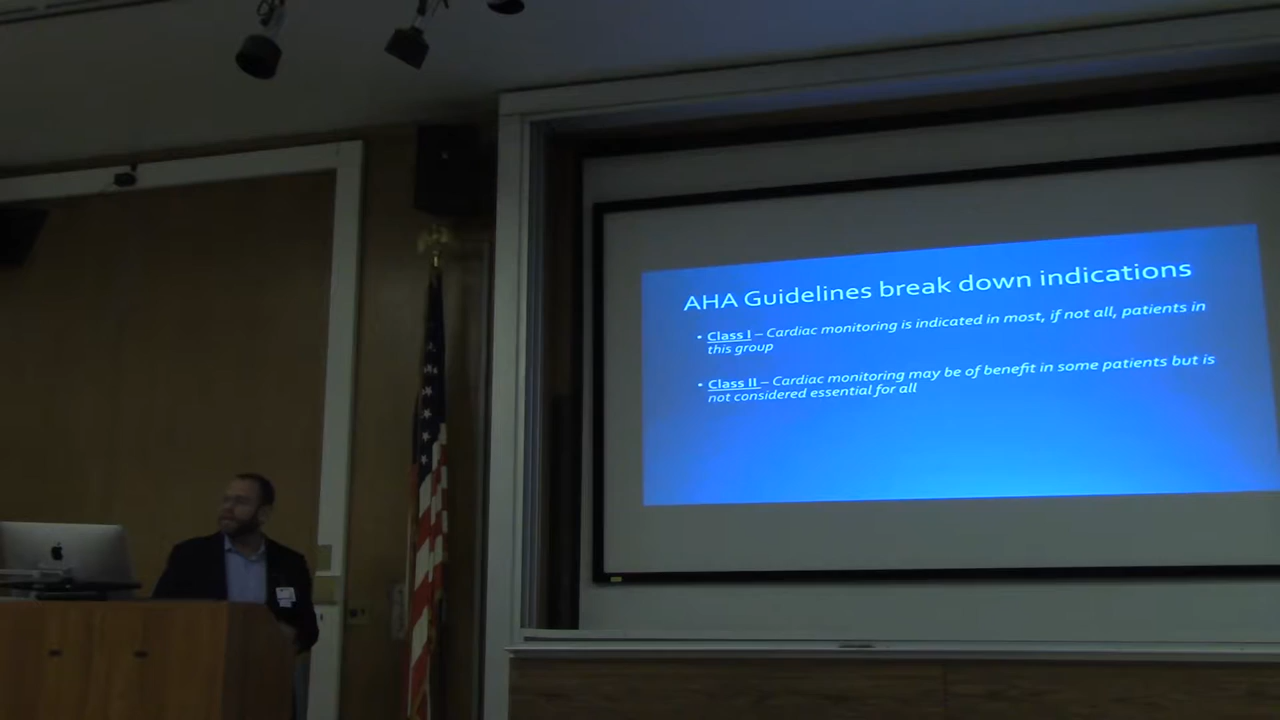 AHA Guidelines break down indications
• Class I – Cardiac monitoring is indicated in most, if not all, patients in
this group
• Class II – Cardiac monitoring may be of benefit in some patients but is
not considered essential for all